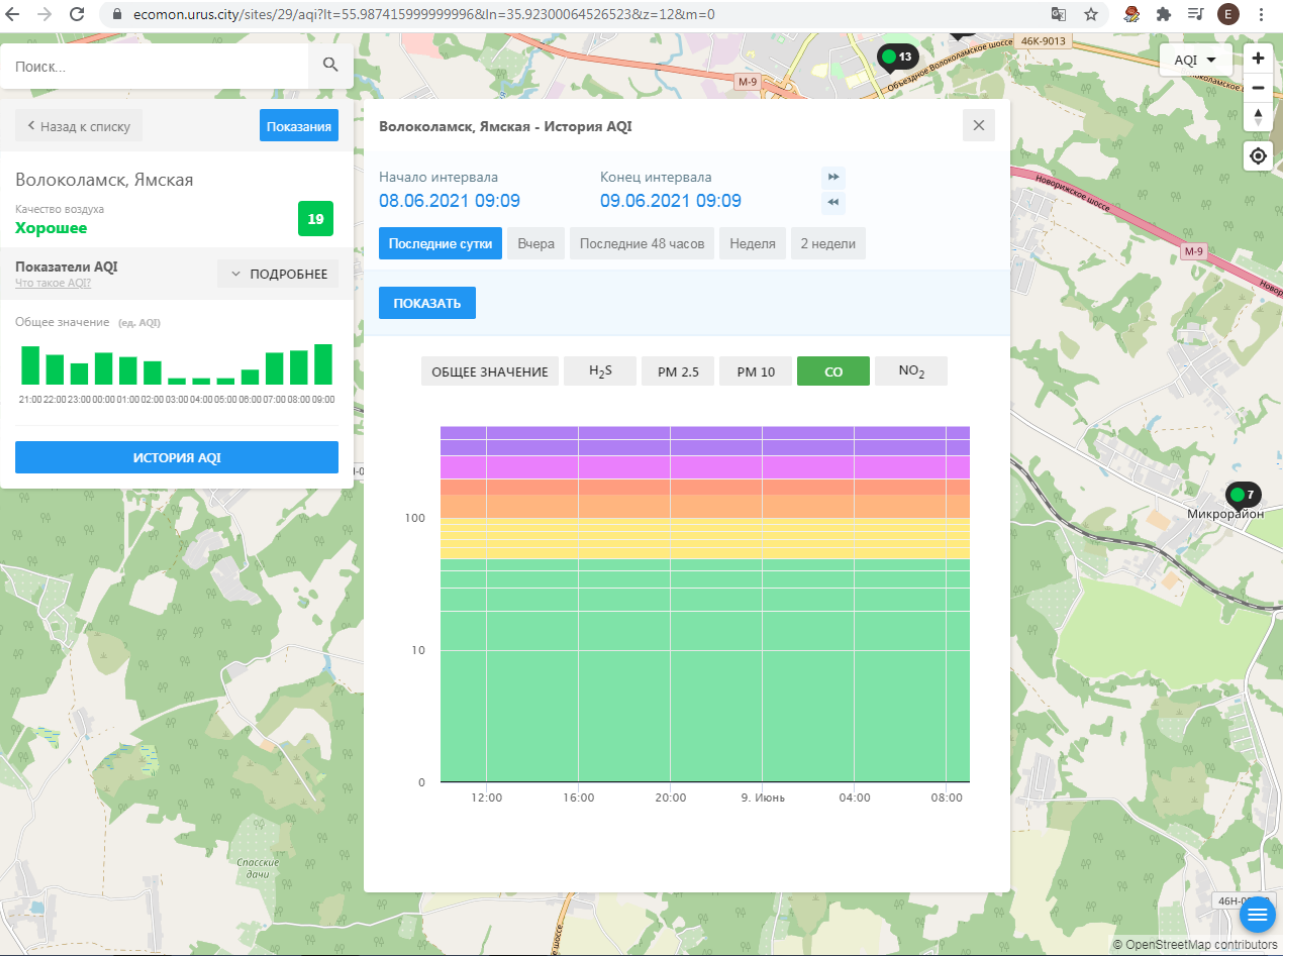 ecomon.urus.city/sites/29/aqi?lt=55.987415999999996&ln=35.92300064526523&z=12&m=0
E
Поиск...
Назад к списку
Показания
Волоколамск, Ямская
Качество воздуха
Хорошее
19
Показатели AQI
Что такое AQI?
ПОДРОБНЕЕ
Общее значение (ед. AQI)
21:00 22:00 23:00 00:00 01:00 02:00 03:00 04:00 05:00 06:00 07:00 08:00 09:00
ИСТОРИЯ AQI
Волоколамск, Ямская - История AQI
Начало интервала
Конец интервала
08.06.2021 09:09
09.06.2021 09:09
Последние сутки
Вчера
Последние 48 часов
Неделя
2 недели
ПОКАЗАТЬ
ОБЩЕЕ ЗНАЧЕНИЕ
H2S
PM 2.5
PM 10
CO
NO2
100
10
0
12:00
16:00
20:00
9. Июнь
04:00
08:00
M-9
13
Объездное Волоколамское шоссе
46K-9013
AQI
Новорижское шоссе
M-9
7
Микрорайон
Спасские
дачи
© OpenStreetMap contributors